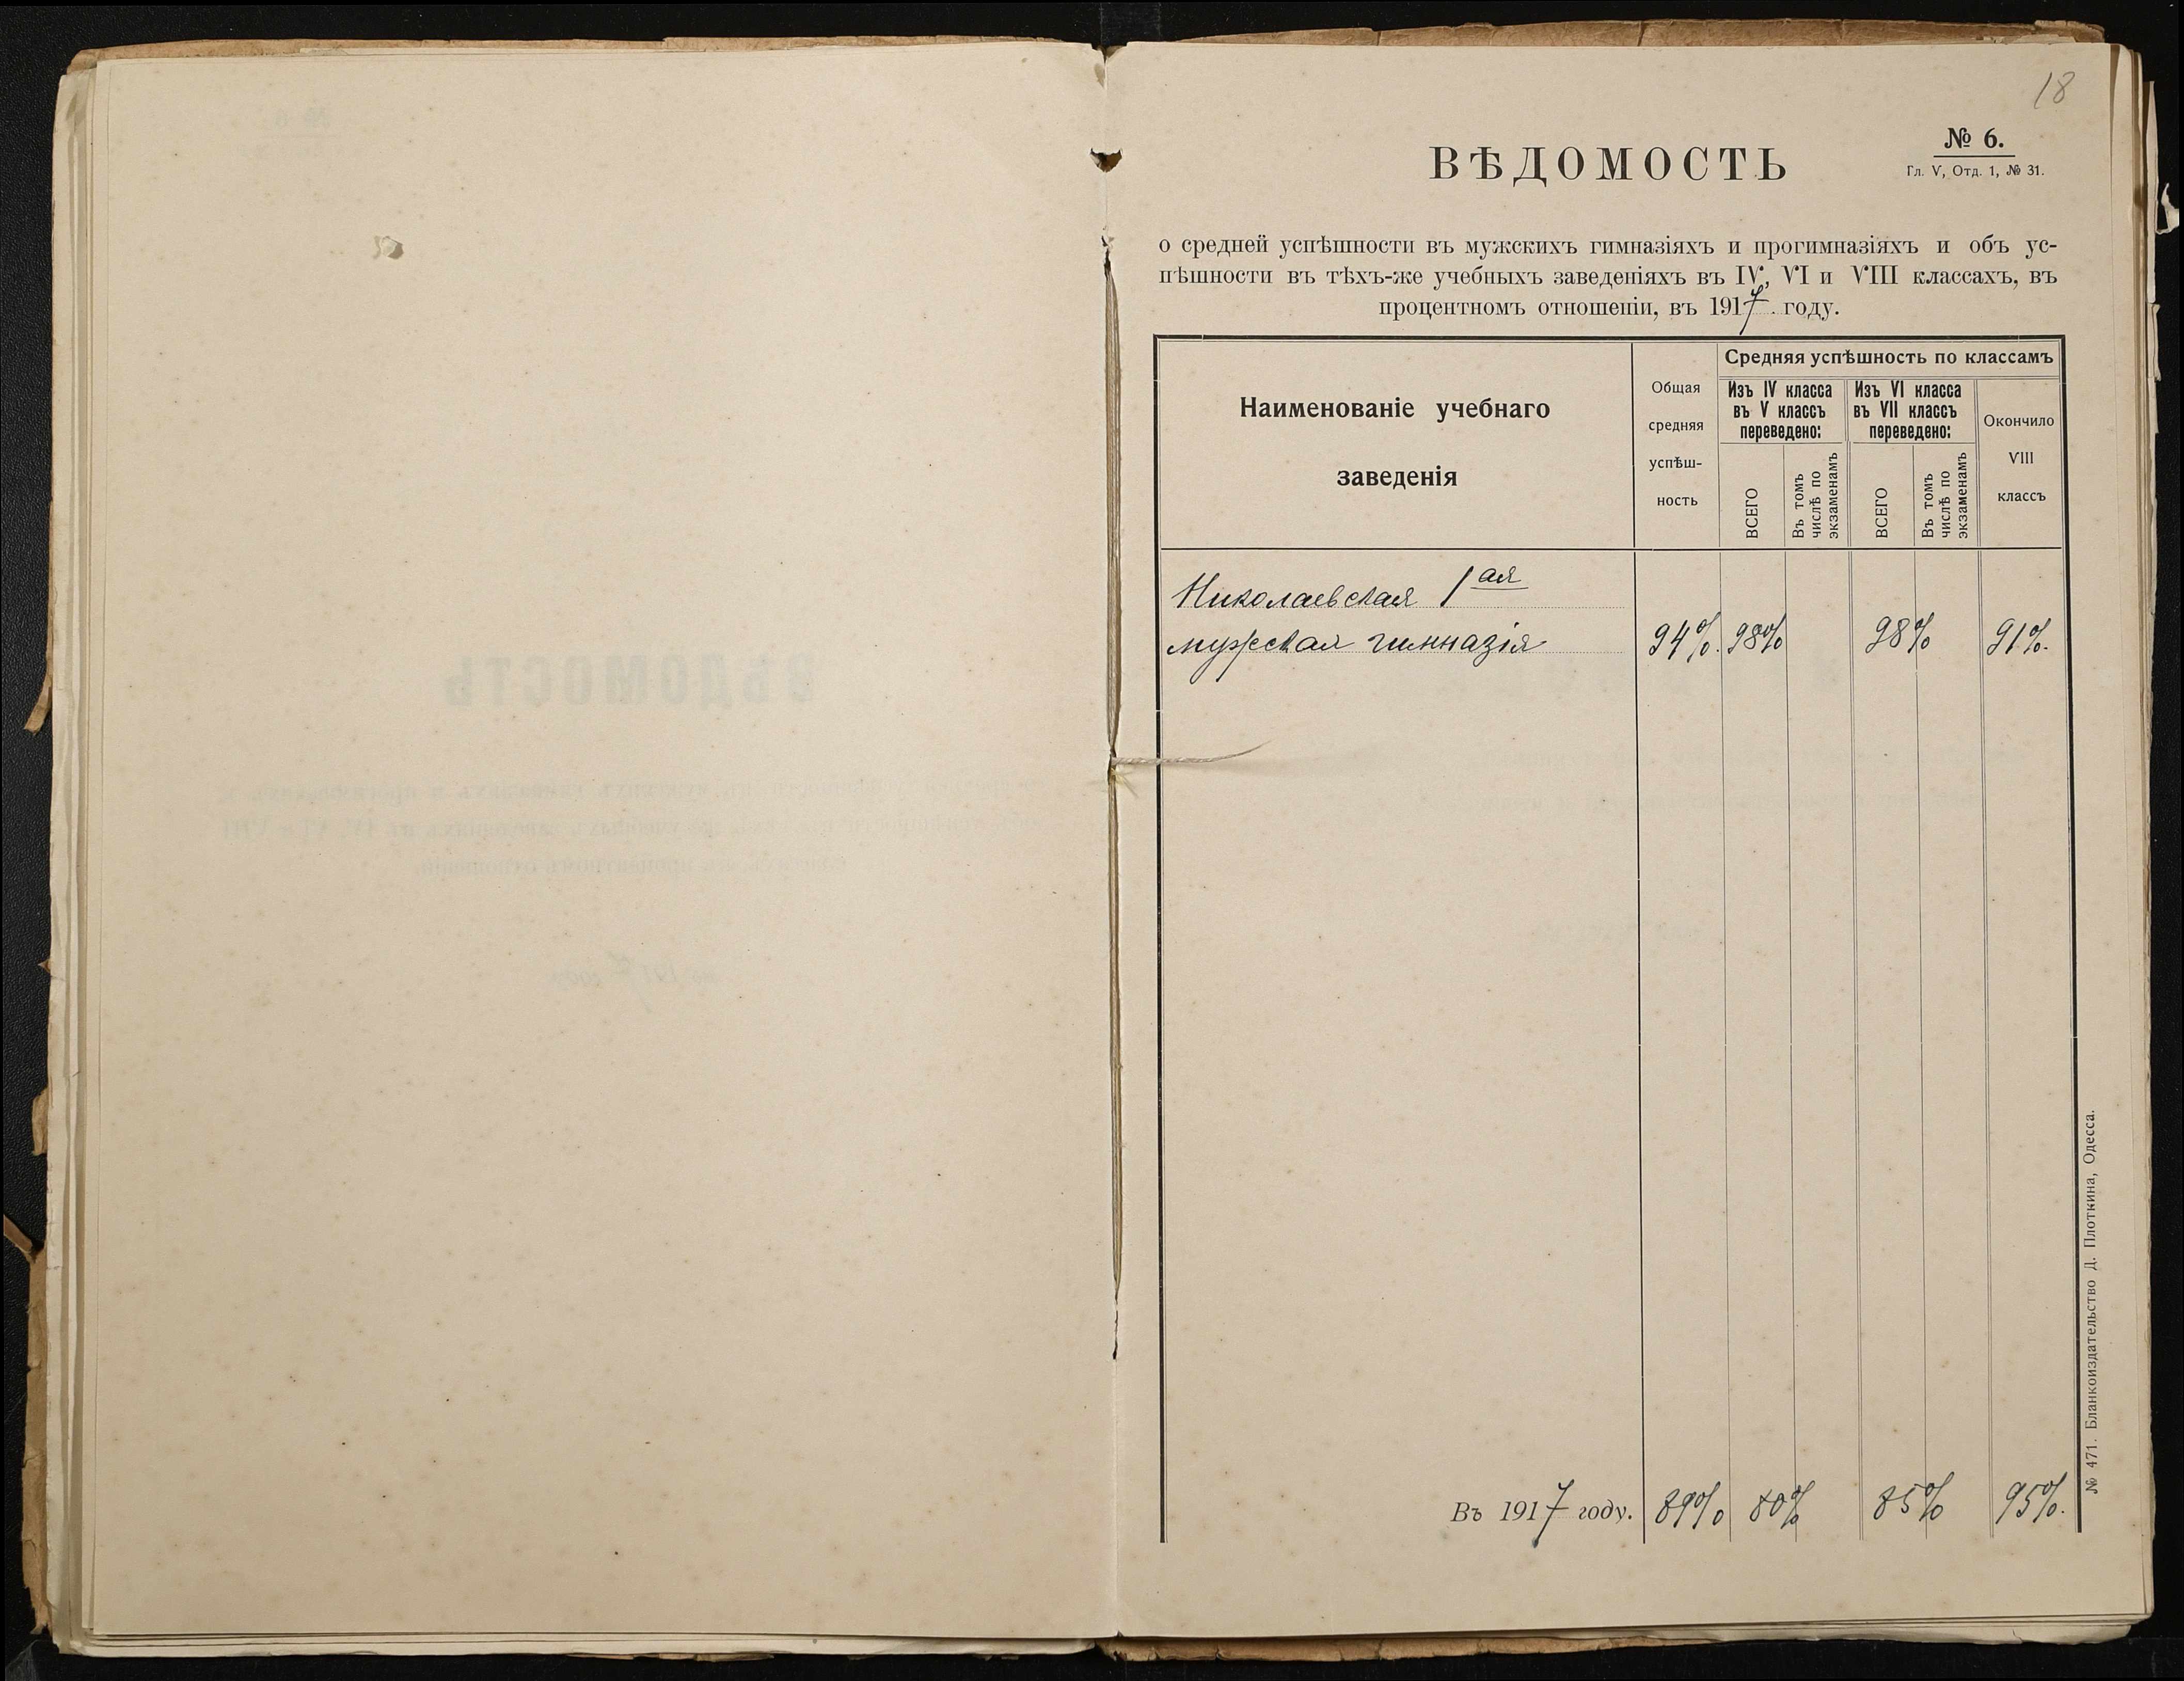 18
№ 6.
ВѢДОМОСТЬ
Гл. V, Отд. 1, № 31.
о средней успѣшности въ мужскихъ гимназіяхъ и прогимназіяхъ и объ ус-
пѣшности въ тѣхъ-же учебныхъ заведеніяхъ въ IV, VI и VIII классахъ, въ
процентномъ отношеніи, въ 1917 году.
Наименованіе учебнаго
заведенія
Общая
средняя
успѣш-
ность
Средняя успѣшность по классамъ
Изъ IV класса
въ V классъ
переведено:
ВСЕГО
Въ томъ
числѣ по
экзаменамъ
Изъ VI класса
въ VII классъ
переведено:
ВСЕГО
Въ томъ
числѣ по
экзаменамъ
Окончило
VIII
классъ
Николаевская 1ая
мужская гимназія 94%. 98% 98% 91%.
Въ 1917 году. 89% 80% 85% 95%.
№ 471. Бланкоиздательство Д. Плоткина, Одесса.
ВѢДОМОСТЬ